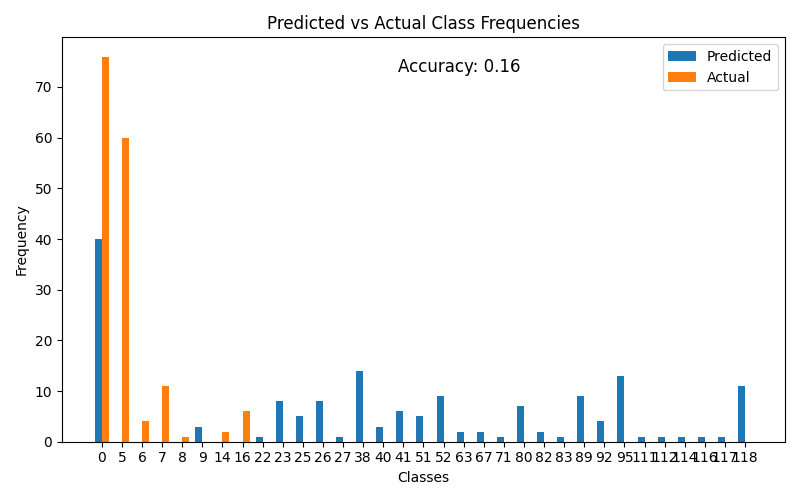 Predicted vs Actual Class Frequencies
Accuracy: 0.16
Predicted
Actual
Frequency
70
60
50
40
30
20
10
0
0 5 6 7 8 9 14 16 22 23 25 26 27 38 40 41 51 52 63 67 71 80 82 83 89 92 95 111 112 114 116 117 118
Classes